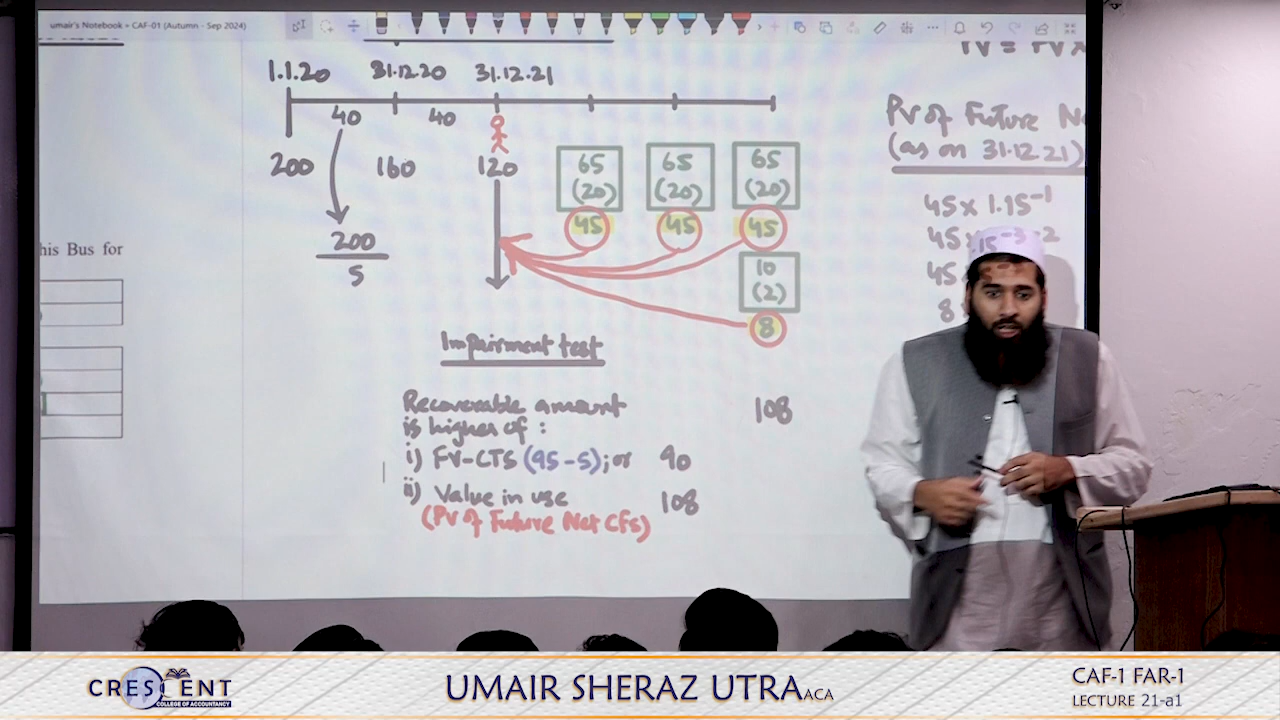 umair's Notebook » CAF-01 (Autumn - Sep 2024)
1.1.20 31.12.20 31.12.21
40 40
200 160 120
200
5
65 65 65
(20) (20) (20)
45 45 45
10
(2)
8
his Bus for
Impairment test
Recoverable amount 108
is higher of :
i) FV-CTS (95-5); or 90
ii) Value in use 108
(PV of Future Net CFs)
PV of Future Ne
(as on 31.12.21)
45 x 1.15⁻¹
45
45
8
CRESCENT
COLLEGE OF ACCOUNTANCY
UMAIR SHERAZ UTRA ACA
CAF-1 FAR-1
LECTURE 21-a1